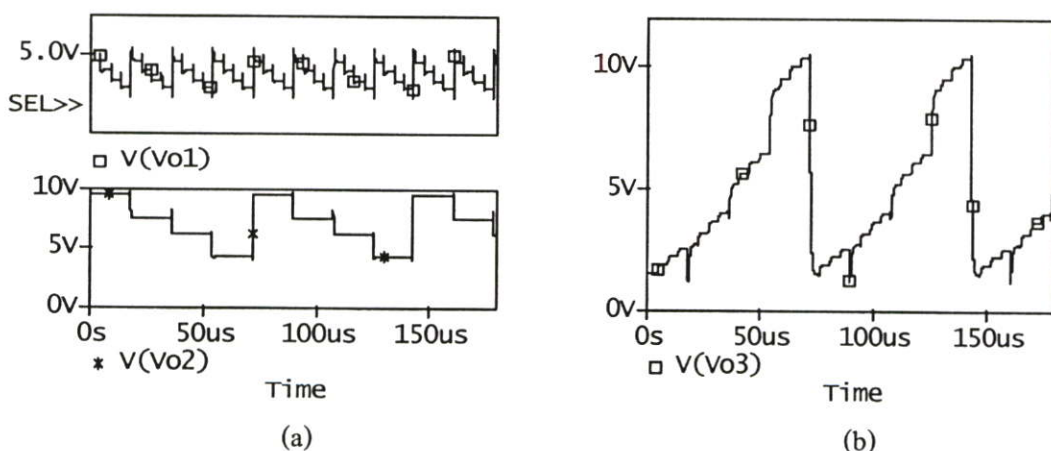 5.0V
SEL>>
V(Vo1)
10V
5V
0V
0s 50us 100us 150us
V(Vo2)
Time
(a)
10V
5V
0V
0s 50us 100us 150us
V(Vo3)
Time
(b)